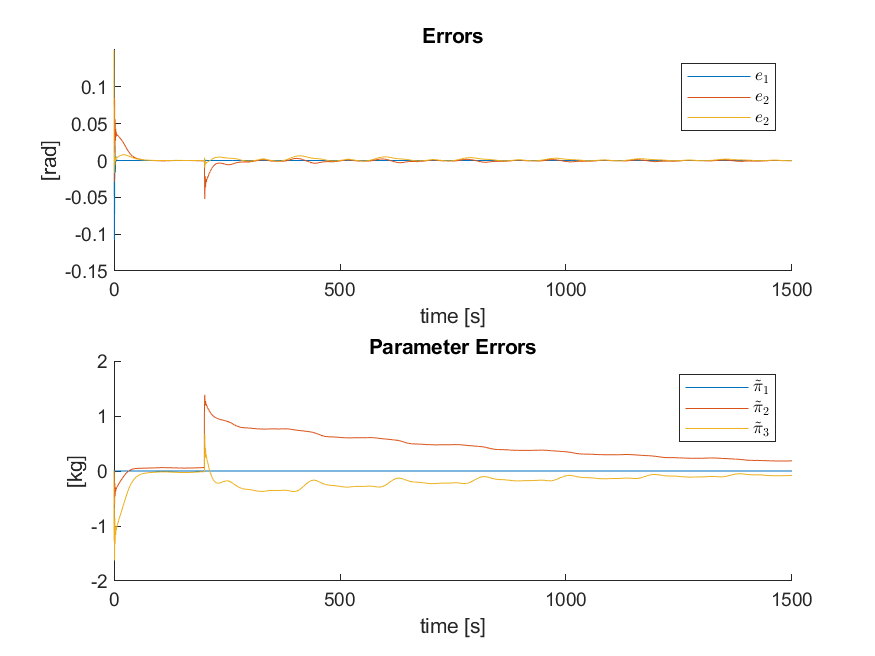 Errors
0.1
0.05
0
-0.05
-0.1
-0.15
[rad]
e₁
e₂
e₂
0 500 1000 1500
time [s]
Parameter Errors
2
1
0
-1
-2
[kg]
π̃₁
π̃₂
π̃₃
0 500 1000 1500
time [s]